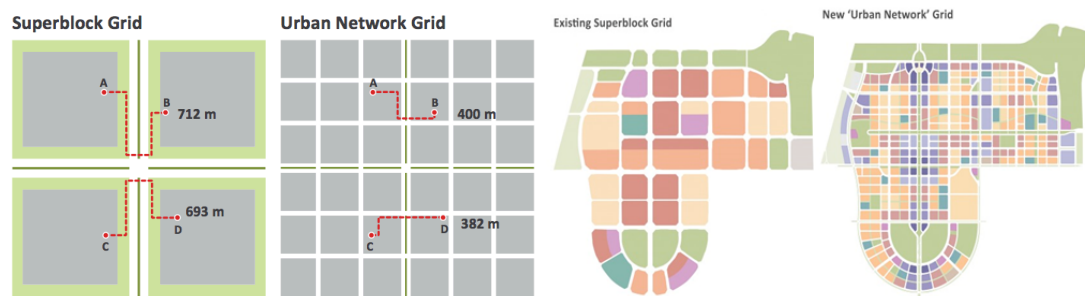 Superblock Grid
A
B
712 m
693 m
C
D
Urban Network Grid
A
B
400 m
C
D
382 m
Existing Superblock Grid
New ‘Urban Network’ Grid